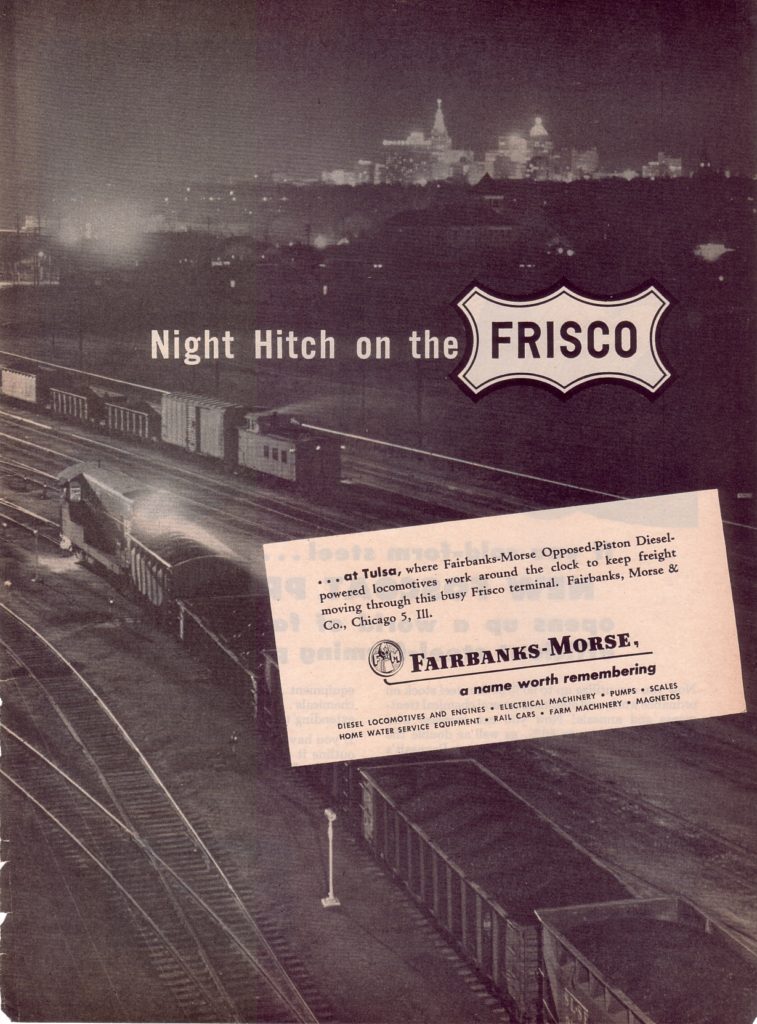 Night Hitch on the FRISCO
... at Tulsa, where Fairbanks-Morse Opposed-Piston Diesel-
powered locomotives work around the clock to keep freight
moving through this busy Frisco terminal. Fairbanks, Morse &
Co., Chicago 5, Ill.
FAIRBANKS-MORSE,
a name worth remembering
DIESEL LOCOMOTIVES AND ENGINES • ELECTRICAL MACHINERY • PUMPS • SCALES
HOME WATER SERVICE EQUIPMENT • RAIL CARS • FARM MACHINERY • MAGNETOS